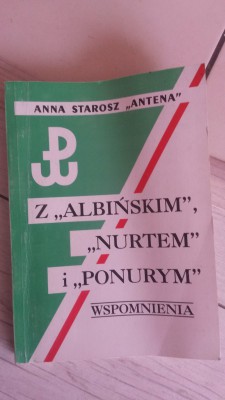 ANNA STAROSZ „ANTENA”
Z „ALBIŃSKIM”,
„NURTEM”
i „PONURYM”
WSPOMNIENIA